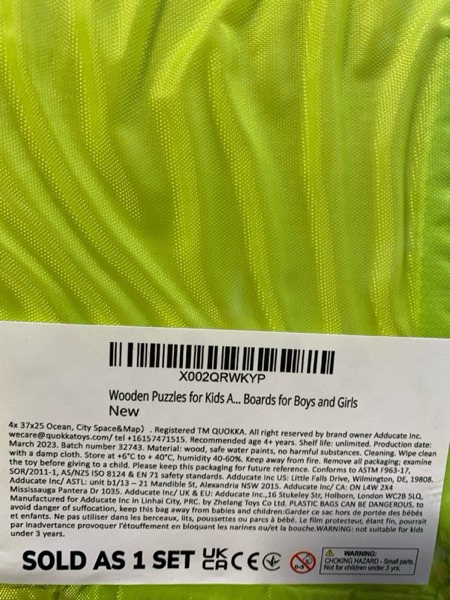 X002QRWKYP
Wooden Puzzles for Kids A... Boards for Boys and Girls
New
4x 37x25 Ocean, City Space&Map) . Registered TM QUOKKA. All right reserved by brand owner Adducate Inc.
wecare@quokkatoys.com/ tel +16157471515. Recommended age 4+ years. Shelf life: unlimited. Production date:
March 2023. Batch number 32743. Material: wood, safe water paints, no harmful substances. Cleaning. Wipe clean
with a damp cloth. Store at +6°C to + 40°C, humidity 40-60%. Keep away from fire. Remove all packaging; examine
the toy before giving to a child. Please keep this packaging for future reference. Conforms to ASTM F963-17,
SOR/2011-1, AS/NZS ISO 8124 & EN 71 safety standards. Adducate Inc US: Little Falls Drive, Wilmington, DE, 19808.
Adducate Inc/ ASTL: unit b1/13 – 21 Mandible St, Alexandria NSW 2015. Adducate Inc/ CA: DN L4W 2X4
Mississauga Pantera Dr 1035. Adducate Inc/ UK & EU: Adducate Inc.,16 Stukeley Str, Holborn, London WC2B 5LQ,
Manufactured for Adducate Inc in Linhai City, PRC. by Zhelang Toys Co Ltd. PLASTIC BAGS CAN BE DANGEROUS. to
avoid danger of suffocation, keep this bag away from babies and children:Garder ce sac hors de portée des bébés
et enfants. Ne pas utiliser dans les berceaux, lits, poussettes ou parcs à bébé. Le film protecteur, étant fin, pourrait
par inadvertance provoquer l'étouffement en bloquant les narines ou/et la bouche.WARNING: not suitable for kids
under 3 years.
SOLD AS 1 SET UK CA CE 0-3
WARNING:
CHOKING HAZARD - Small parts.
Not for children under 3 yrs.